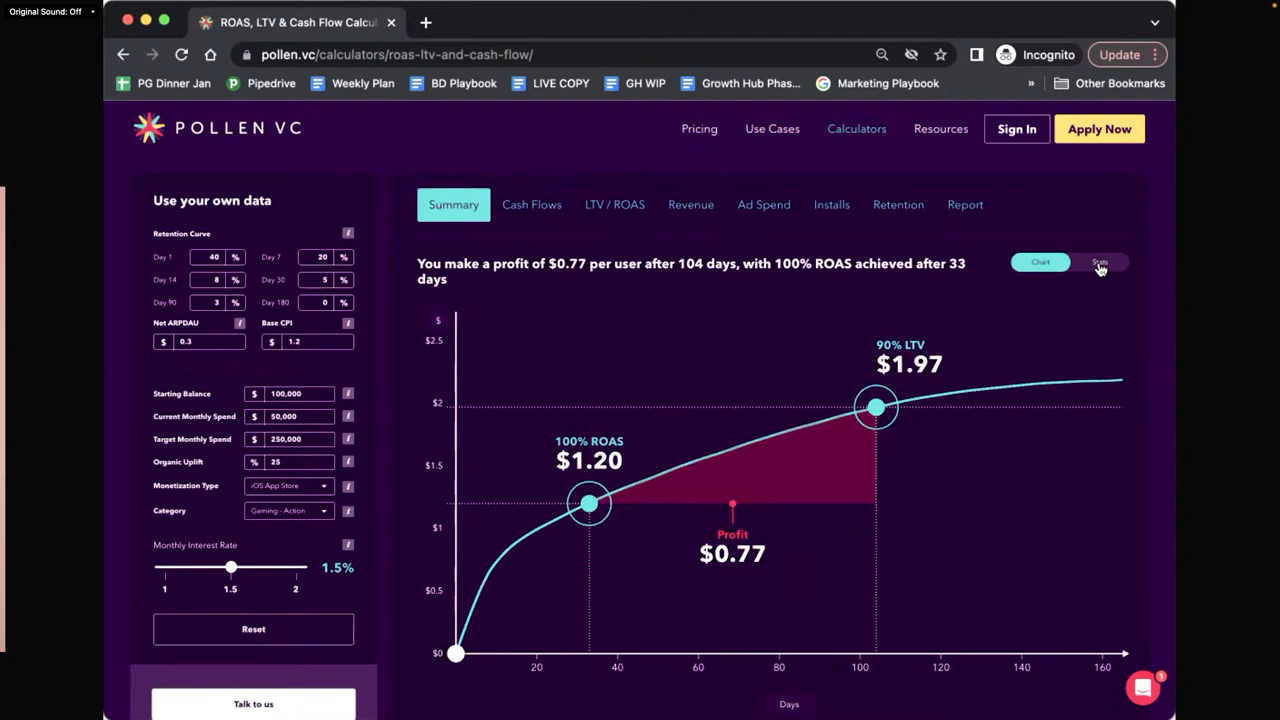 Original Sound: Off
ROAS, LTV & Cash Flow Calcu
pollen.vc/calculators/roas-ltv-and-cash-flow/
Incognito
Update
PG Dinner Jan
Pipedrive
Weekly Plan
BD Playbook
LIVE COPY
GH WIP
Growth Hub Phas...
Marketing Playbook
»
Other Bookmarks
POLLEN VC
Pricing
Use Cases
Calculators
Resources
Sign In
Apply Now
Use your own data
Retention Curve i
Day 1 40 % Day 7 20 %
Day 14 8 % Day 30 5 %
Day 90 3 % Day 180 0 %
Net ARPDAU i Base CPI i
$ 0.3 $ 1.2
Starting Balance $ 100,000 i
Current Monthly Spend $ 50,000 i
Target Monthly Spend $ 250,000 i
Organic Uplift % 25 i
Monetization Type iOS App Store i
Category Gaming - Action i
Monthly Interest Rate i
1.5%
1 1.5 2
Reset
Talk to us
Summary
Cash Flows
LTV / ROAS
Revenue
Ad Spend
Installs
Retention
Report
You make a profit of $0.77 per user after 104 days, with 100% ROAS achieved after 33
days
Chart
Stats
$
$2.5
$2
$1.5
$1
$0.5
$0
90% LTV
$1.97
100% ROAS
$1.20
Profit
$0.77
20 40 60 80 100 120 140 160
Days
1